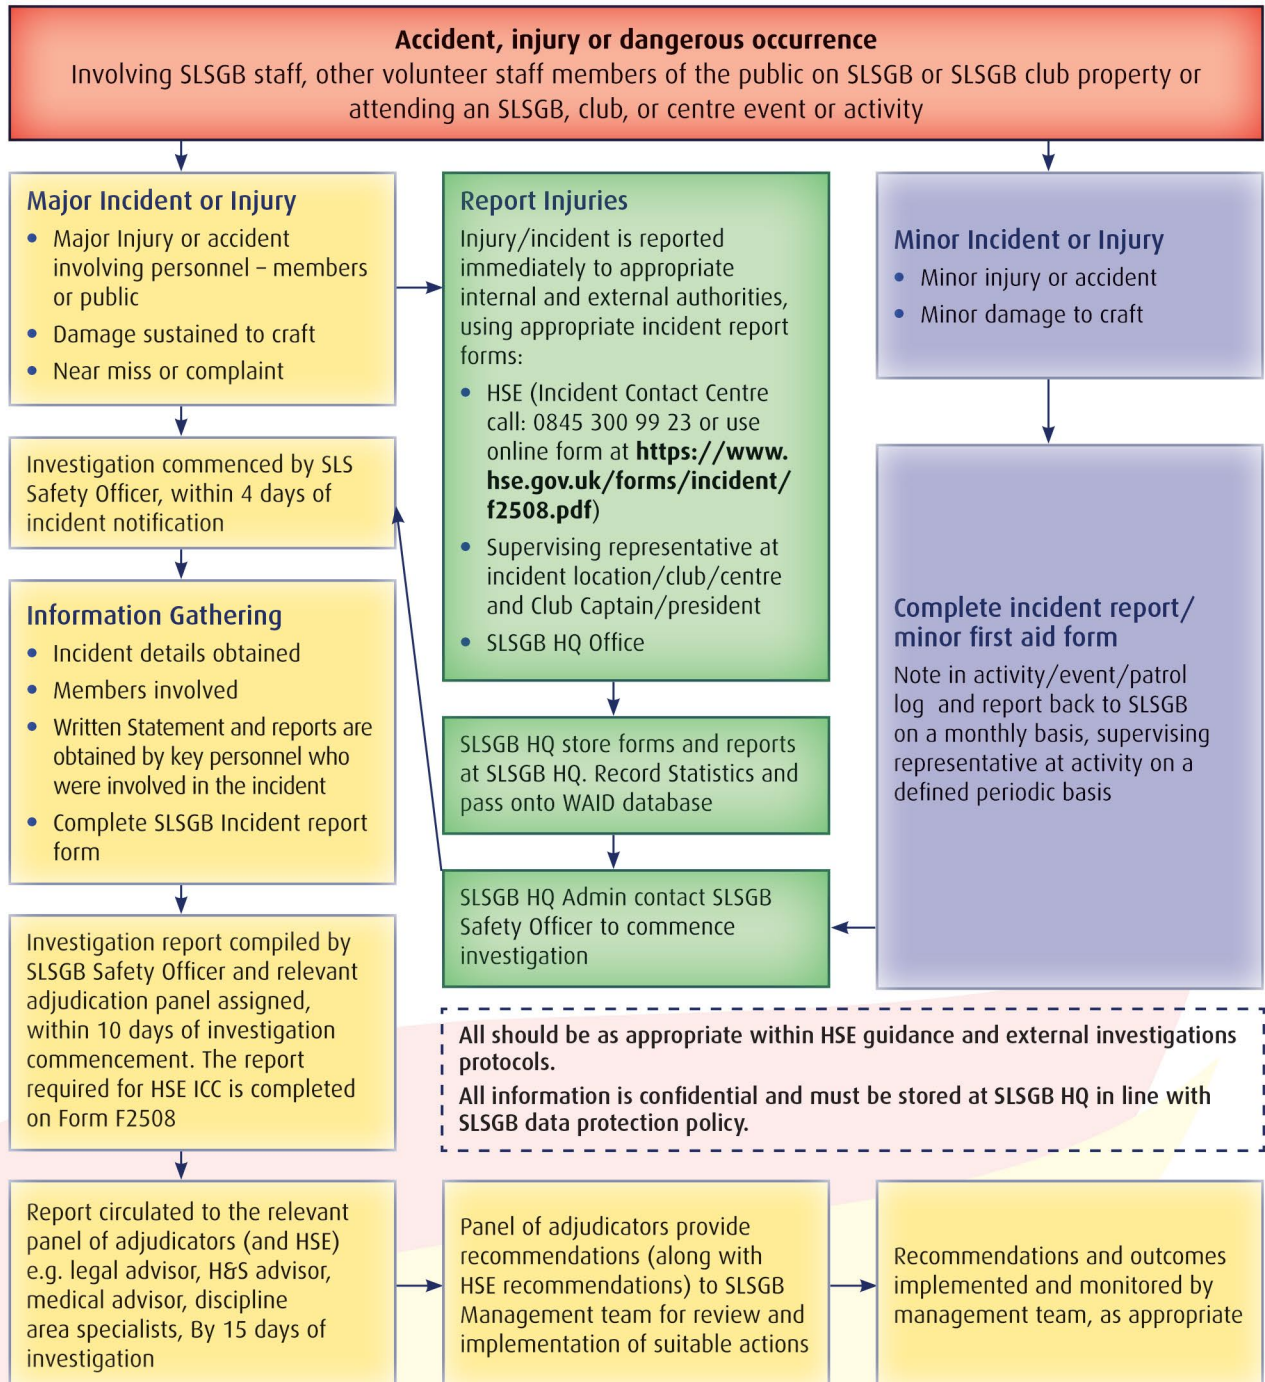 Accident, injury or dangerous occurrence
Involving SLSGB staff, other volunteer staff members of the public on SLSGB or SLSGB club property or
attending an SLSGB, club, or centre event or activity
Major Incident or Injury
• Major Injury or accident
involving personnel – members
or public
• Damage sustained to craft
• Near miss or complaint
Investigation commenced by SLS
Safety Officer, within 4 days of
incident notification
Information Gathering
• Incident details obtained
• Members involved
• Written Statement and reports are
obtained by key personnel who
were involved in the incident
• Complete SLSGB Incident report
form
Investigation report compiled by
SLSGB Safety Officer and relevant
adjudication panel assigned,
within 10 days of investigation
commencement. The report
required for HSE ICC is completed
on Form F2508
Report Injuries
Injury/incident is reported
immediately to appropriate
internal and external authorities,
using appropriate incident report
forms:
• HSE (Incident Contact Centre
call: 0845 300 99 23 or use
online form at https://www.
hse.gov.uk/forms/incident/
f2508.pdf)
• Supervising representative at
incident location/club/centre
and Club Captain/president
• SLSGB HQ Office
SLSGB HQ store forms and reports
at SLSGB HQ. Record Statistics and
pass onto WAID database
SLSGB HQ Admin contact SLSGB
Safety Officer to commence
investigation
Minor Incident or Injury
• Minor injury or accident
• Minor damage to craft
Complete incident report/
minor first aid form
Note in activity/event/patrol
log and report back to SLSGB
on a monthly basis, supervising
representative at activity on a
defined periodic basis
All should be as appropriate within HSE guidance and external investigations
protocols.
All information is confidential and must be stored at SLSGB HQ in line with
SLSGB data protection policy.
Report circulated to the relevant
panel of adjudicators (and HSE)
e.g. legal advisor, H&S advisor,
medical advisor, discipline
area specialists, By 15 days of
investigation
Panel of adjudicators provide
recommendations (along with
HSE recommendations) to SLSGB
Management team for review and
implementation of suitable actions
Recommendations and outcomes
implemented and monitored by
management team, as appropriate